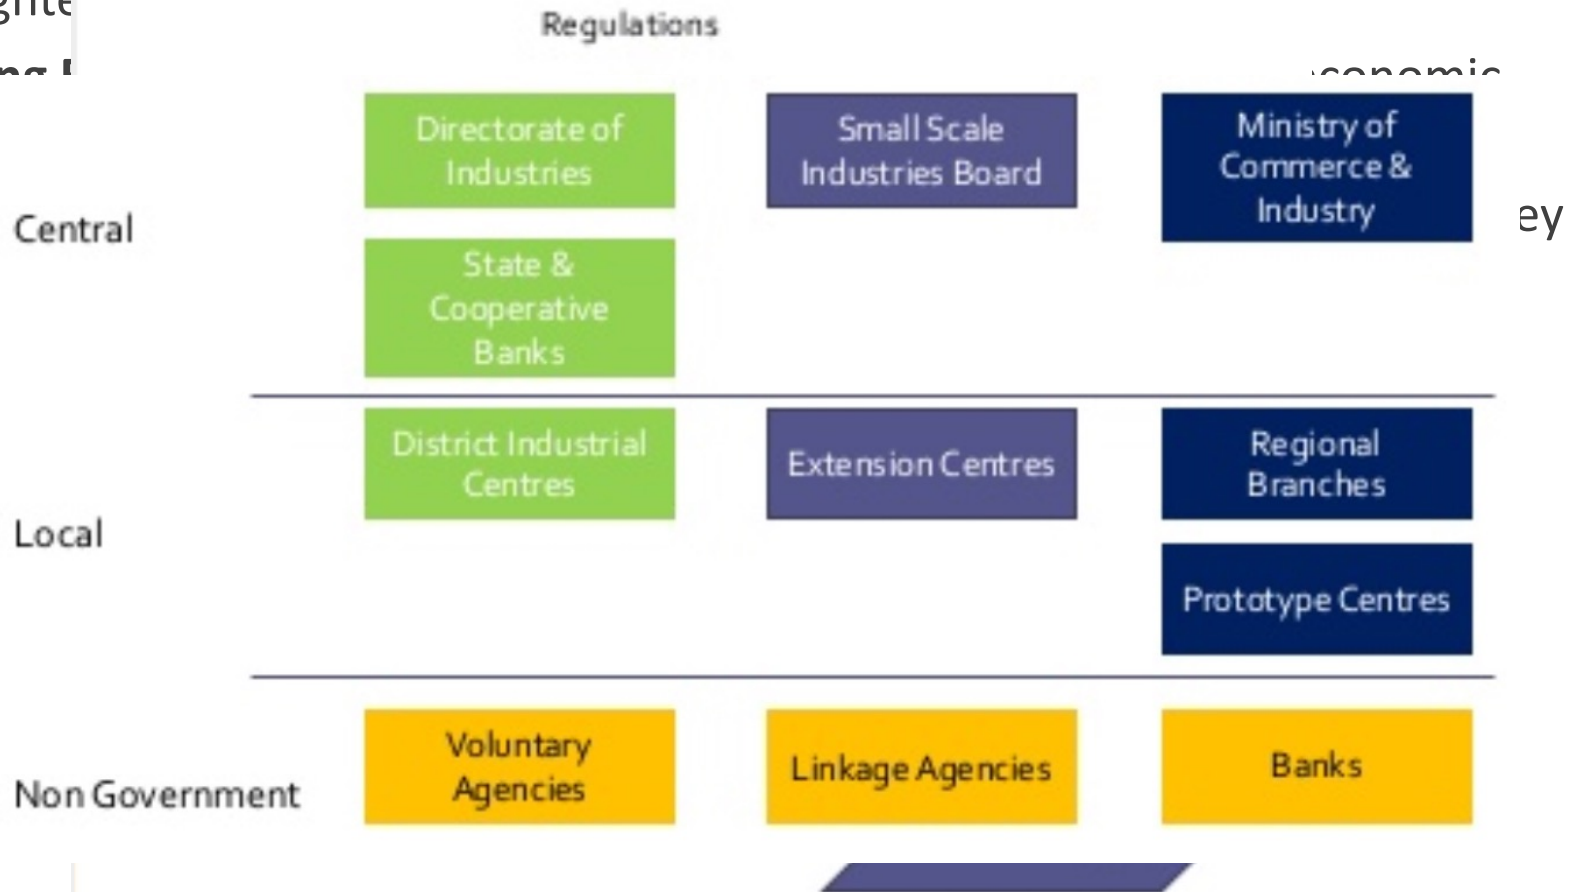 Regulations
Directorate of
Industries
Small Scale
Industries Board
Ministry of
Commerce &
Industry
Central
ey
State &
Cooperative
Banks
District Industrial
Centres
Extension Centres
Regional
Branches
Local
Prototype Centres
Voluntary
Agencies
Linkage Agencies
Banks
Non Government